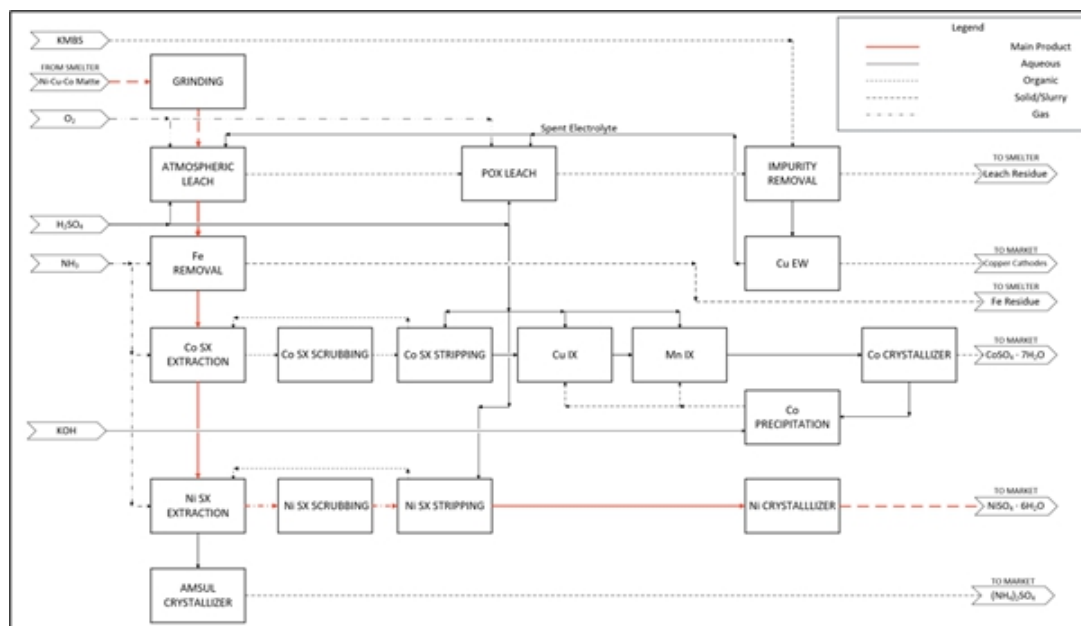 KMBS
Legend
Main Product
Aqueous
Organic
Solid/Slurry
Gas
FROM SMELTER
Ni-Cu-Co Matte
GRINDING
O₂
Spent Electrolyte
ATMOSPHERIC
LEACH
POX LEACH
IMPURITY
REMOVAL
TO SMELTER
Leach Residue
H₂SO₄
NH₃
Fe
REMOVAL
Cu EW
TO MARKET
Copper Cathodes
TO SMELTER
Fe Residue
Co SX
EXTRACTION
Co SX SCRUBBING
Co SX STRIPPING
Cu IX
Mn IX
Co CRYSTALLIZER
TO MARKET
CoSO₄ · 7H₂O
Co
PRECIPITATION
KOH
Ni SX
EXTRACTION
Ni SX SCRUBBING
Ni SX STRIPPING
Ni CRYSTALLLIZER
TO MARKET
NiSO₄ · 6H₂O
AMSUL
CRYSTALLIZER
TO MARKET
(NH₄)₂SO₄